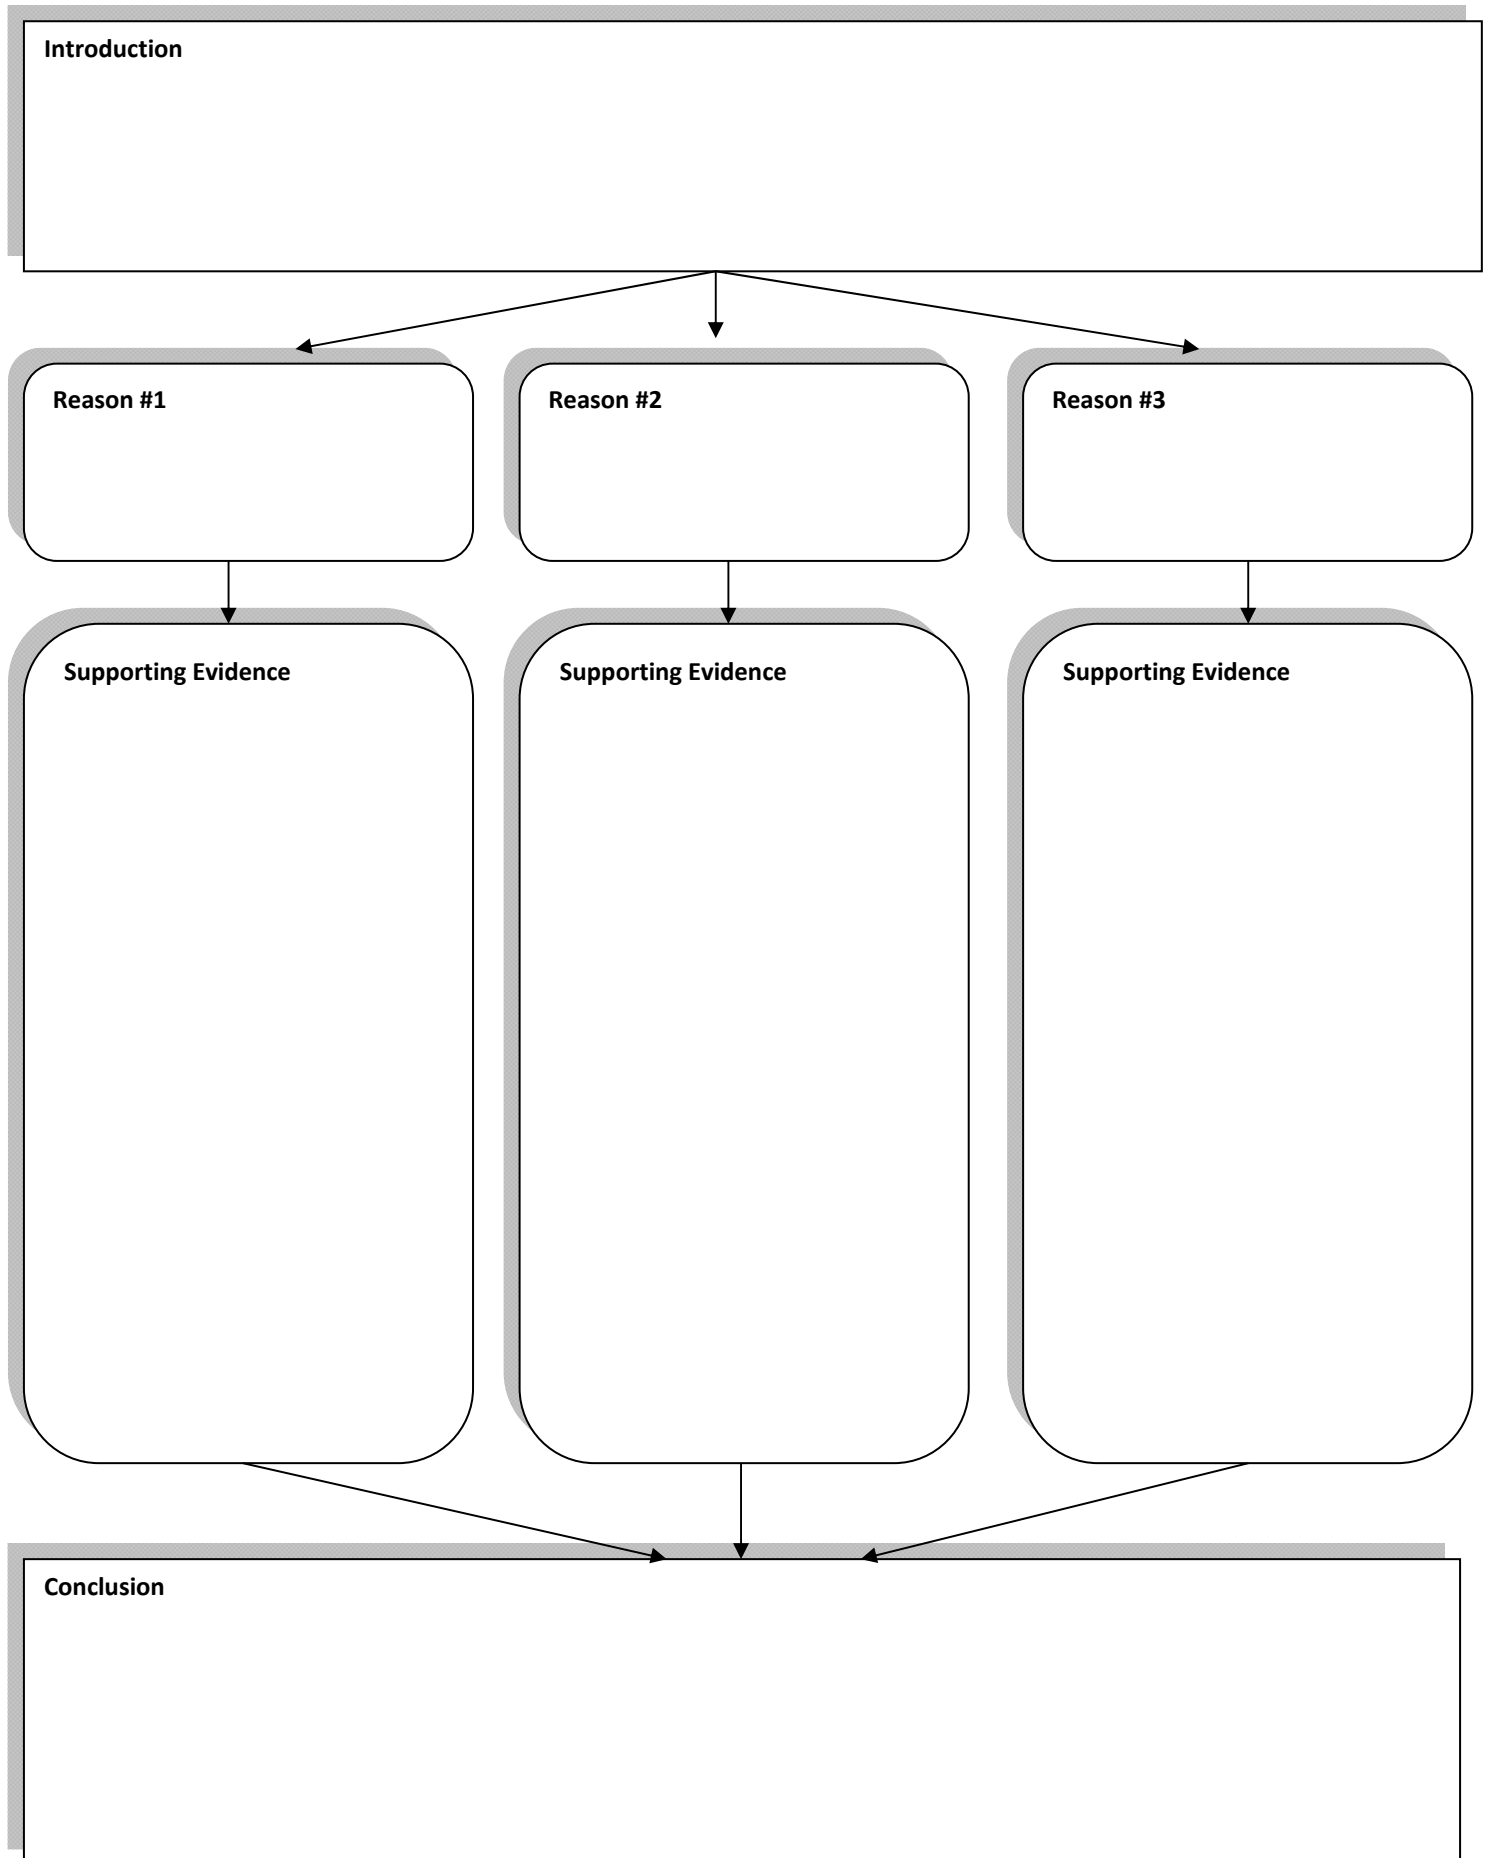 Introduction
Reason #1
Reason #2
Reason #3
Supporting Evidence
Supporting Evidence
Supporting Evidence
Conclusion